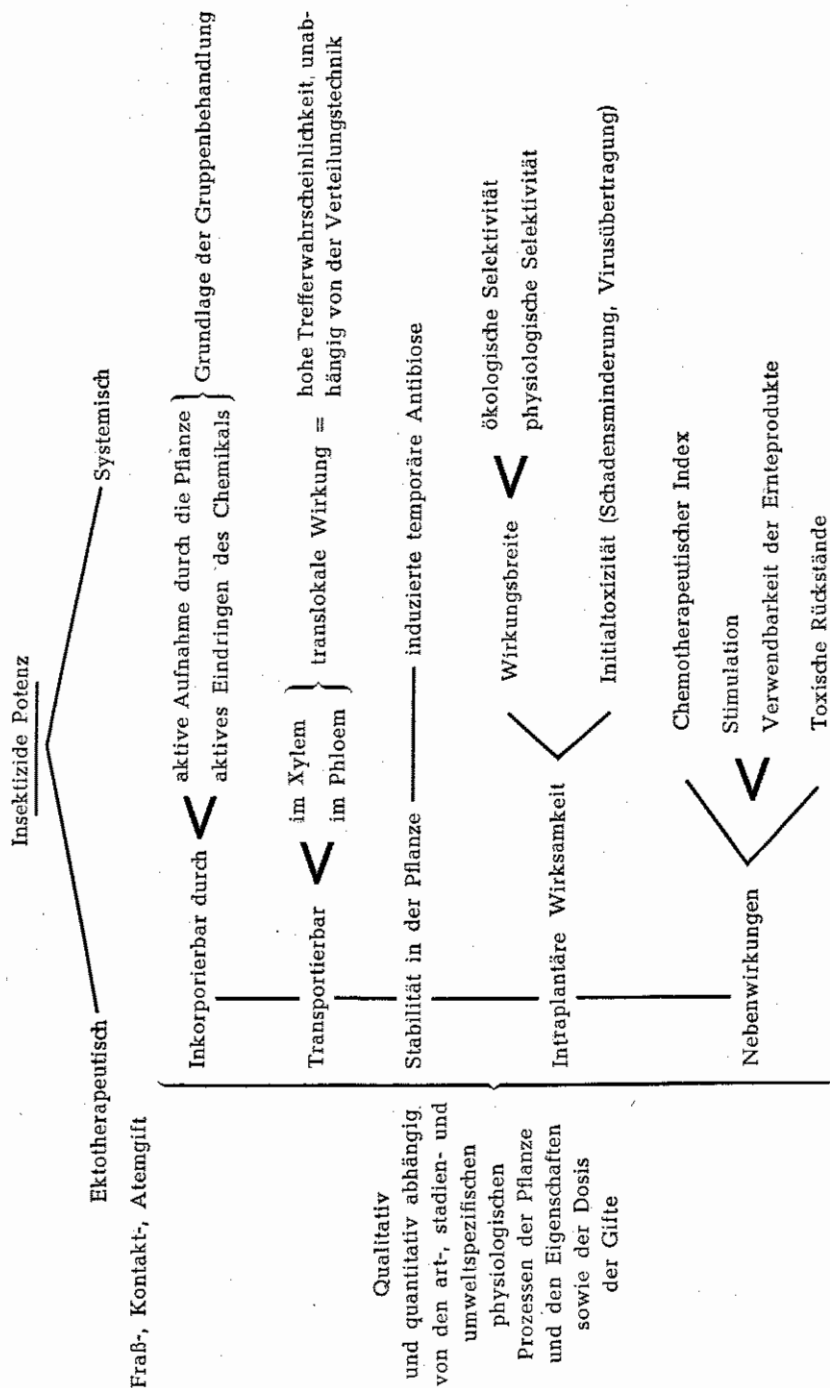 Insektizide Potenz
Ektotherapeutisch
Systemisch
Fraß-, Kontakt-, Atemgift
Qualitativ
und quantitativ abhängig
von den art-, stadien- und
umweltspezifischen
physiologischen
Prozessen der Pflanze
und den Eigenschaften
sowie der Dosis
der Gifte
Inkorporierbar durch
aktive Aufnahme durch die Pflanze
aktives Eindringen des Chemikals
Grundlage der Gruppenbehandlung
Transportierbar
im Xylem
im Phloem
translokale Wirkung =
hohe Trefferwahrscheinlichkeit, unab-
hängig von der Verteilungstechnik
Stabilität in der Pflanze
induzierte temporäre Antibiose
Intraplantäre Wirksamkeit
Wirkungsbreite
ökologische Selektivität
physiologische Selektivität
Initialtoxizität (Schadensminderung, Virusübertragung)
Nebenwirkungen
Chemotherapeutischer Index
Stimulation
Verwendbarkeit der Ernteprodukte
Toxische Rückstände